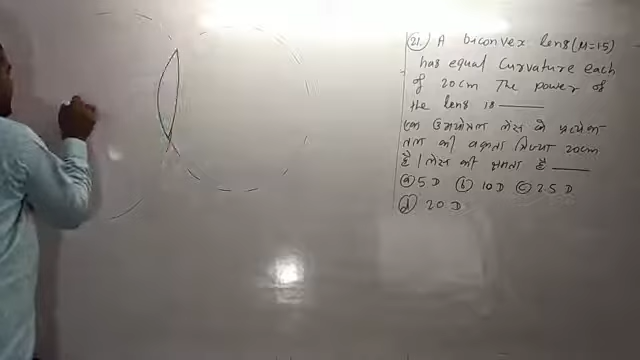 21. A biconvex lens (μ=1.5)
has equal curvature each
of 20cm The power of
the lens is ______
एक उभयोत्तल लेंस के प्रत्येक
तल की वक्रता त्रिज्या 20cm
है। लेंस की क्षमता है ______
(a) 5 D (b) 10 D (c) 2.5 D
(d) 20 D